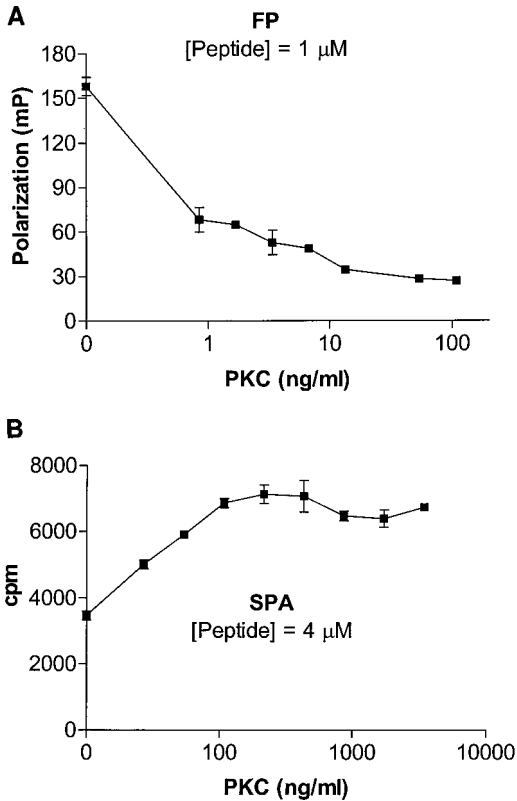 A
FP
[Peptide] = 1 μM
180
150
120
90
60
30
0
Polarization (mP)
0 1 10 100
PKC (ng/ml)
B
8000
6000
4000
2000
0
cpm
SPA
[Peptide] = 4 μM
0 100 1000 10000
PKC (ng/ml)